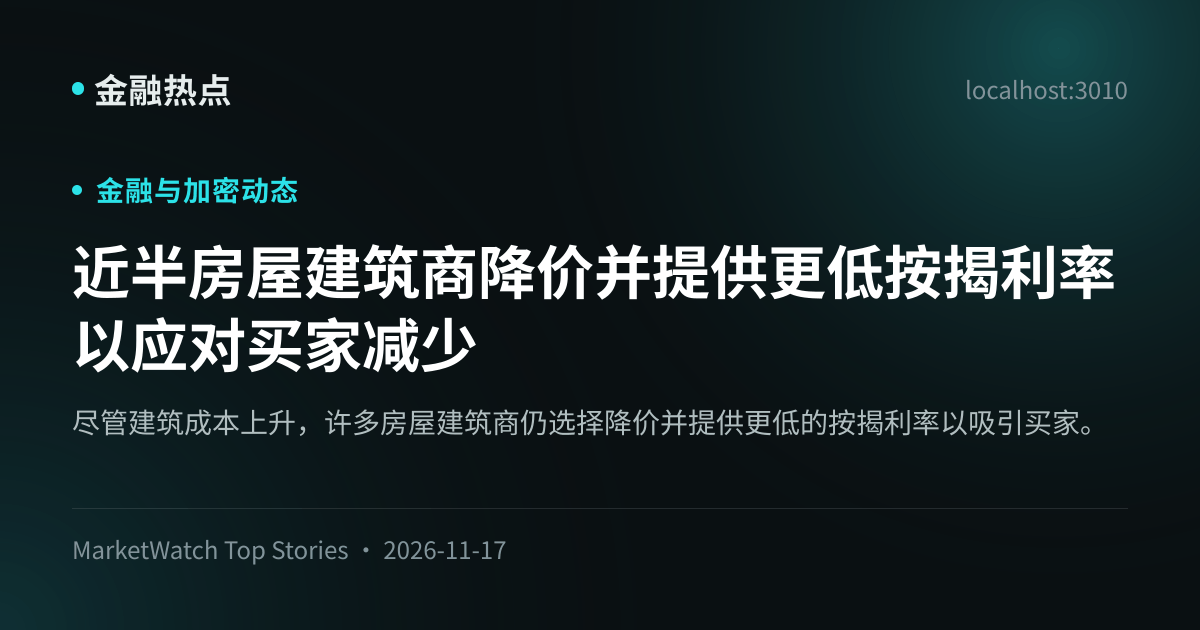 金融热点
localhost:3010
金融与加密动态
近半房屋建筑商降价并提供更低按揭利率
以应对买家减少
尽管建筑成本上升，许多房屋建筑商仍选择降价并提供更低的按揭利率以吸引买家。
MarketWatch Top Stories • 2026-11-17